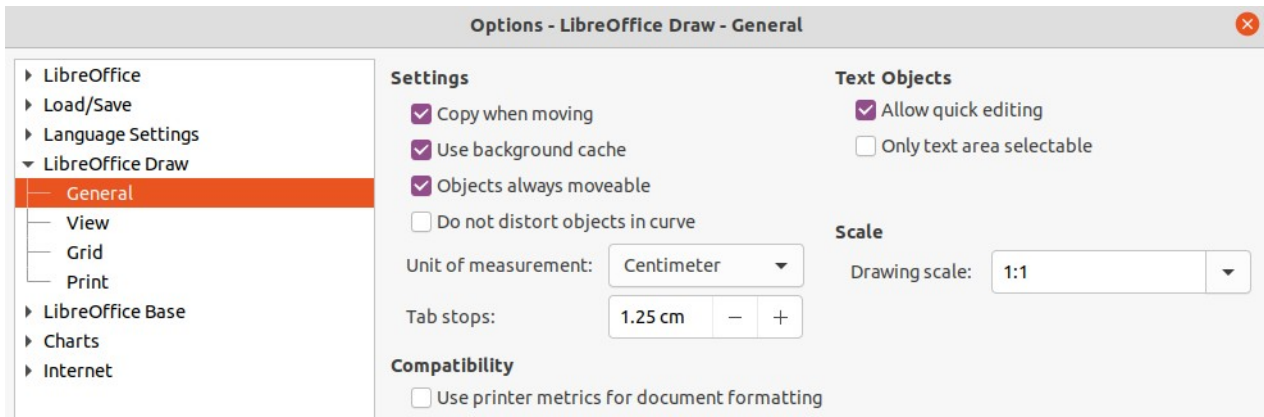 Options - LibreOffice Draw - General
LibreOffice
Load/Save
Language Settings
LibreOffice Draw
General
View
Grid
Print
LibreOffice Base
Charts
Internet
Settings
Copy when moving
Use background cache
Objects always moveable
Do not distort objects in curve
Unit of measurement: Centimeter
Tab stops: 1.25 cm − +
Compatibility
Use printer metrics for document formatting
Text Objects
Allow quick editing
Only text area selectable
Scale
Drawing scale: 1:1